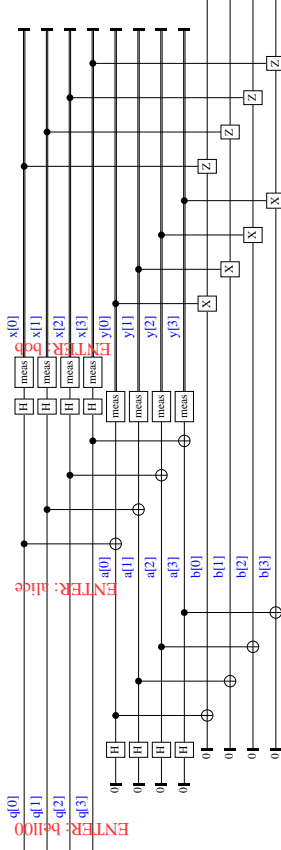 q[0]
q[1]
q[2]
q[3]
ENTER: bell00
0
0
0
0
0
0
0
0
H
H
H
H
ENTER: alice
a[0]
a[1]
a[2]
a[3]
b[0]
b[1]
b[2]
b[3]
H
H
H
H
meas
meas
meas
meas
meas
meas
meas
meas
ENTER: bob
x[0]
x[1]
x[2]
x[3]
y[0]
y[1]
y[2]
y[3]
X
X
X
X
Z
Z
Z
Z